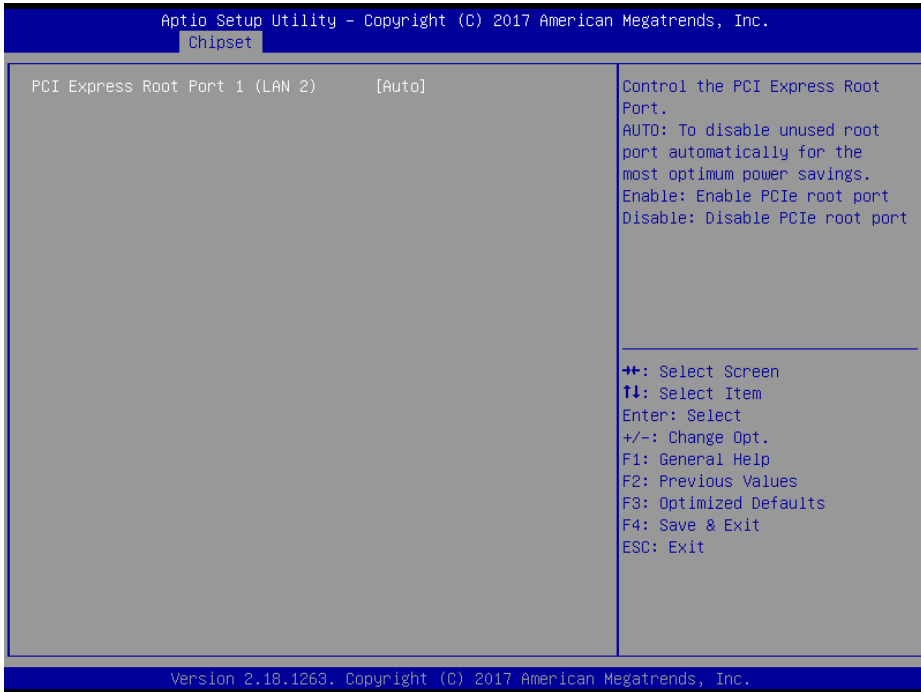 Aptio Setup Utility – Copyright (C) 2017 American Megatrends, Inc.
Chipset
PCI Express Root Port 1 (LAN 2) [Auto]
Control the PCI Express Root
Port.
AUTO: To disable unused root
port automatically for the
most optimum power savings.
Enable: Enable PCIe root port
Disable: Disable PCIe root port
→←: Select Screen
↑↓: Select Item
Enter: Select
+/-: Change Opt.
F1: General Help
F2: Previous Values
F3: Optimized Defaults
F4: Save & Exit
ESC: Exit
Version 2.18.1263. Copyright (C) 2017 American Megatrends, Inc.